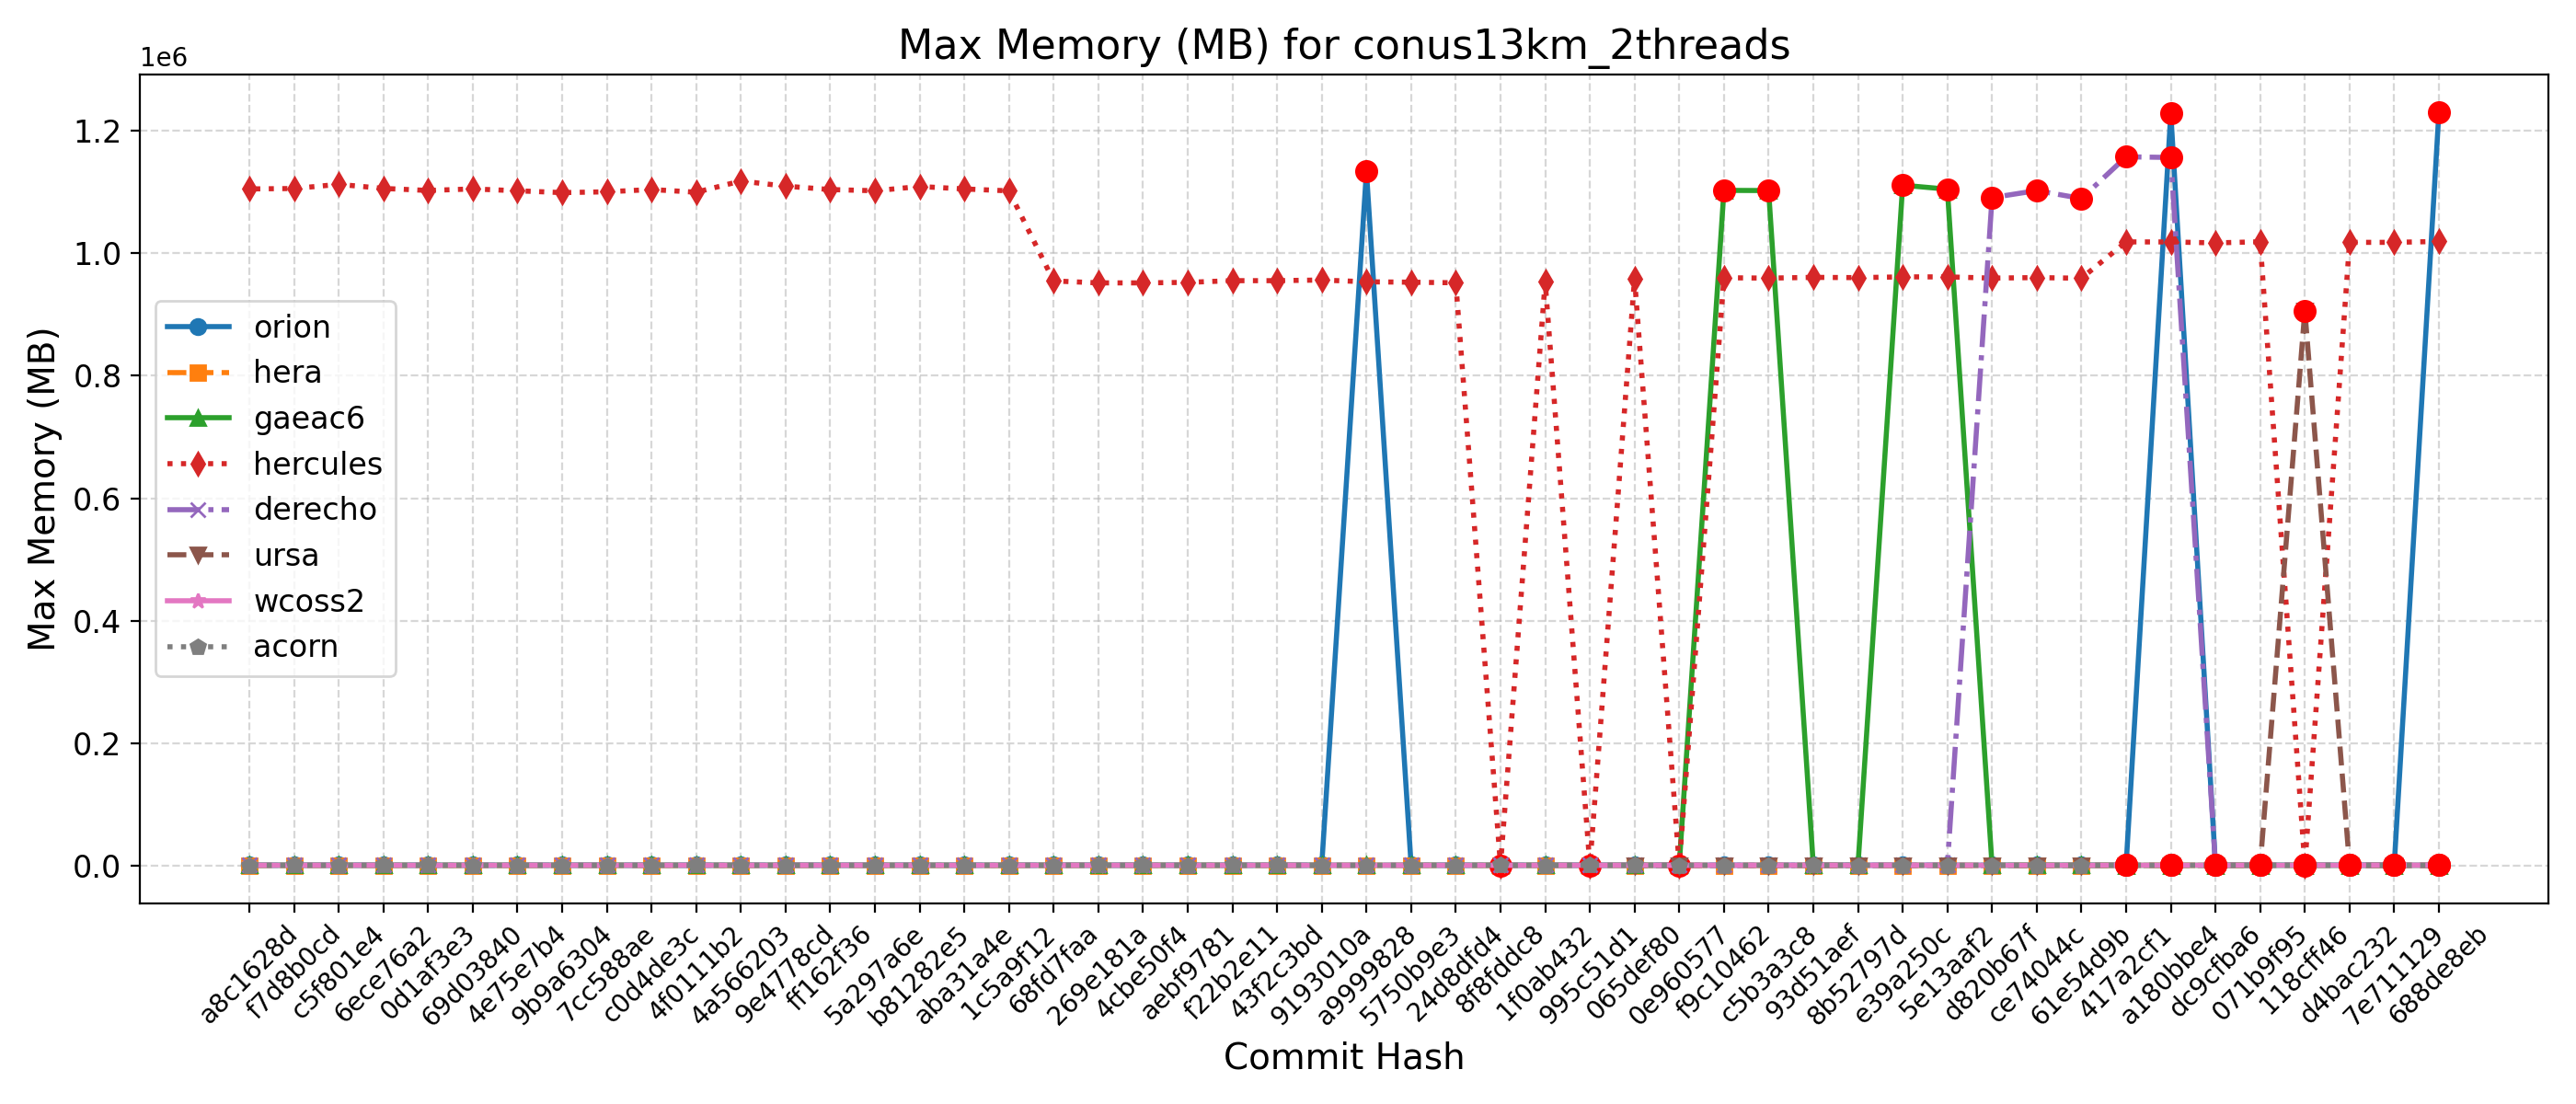 Max Memory (MB) for conus13km_2threads
1e6
1.2
1.0
0.8
0.6
0.4
0.2
0.0
Max Memory (MB)
orion
hera
gaeac6
hercules
derecho
ursa
wcoss2
acorn
a8c1628d
f7d8b0cd
c5f801e4
6ece76a2
0d1af3e3
69d03840
4e75e7b4
9b9a6304
7cc588ae
c0d4de3c
4f0111b2
4a566203
9e4778cd
ff162f36
5a297a6e
b81282e5
aba31a4e
1c5a9f12
68fd7faa
269e181a
4cbe50f4
aebf9781
f22b2e11
43f2c3bd
9193010a
a9999828
5750b9e3
24d8dfd4
8f8fddc8
1f0ab432
995c51d1
065def80
0e960577
f9c10462
c5b3a3c8
93d51aef
8b52797d
e39a250c
5e13aaf2
d820b67f
ce74044c
61e54d9b
417a2cf1
a180bbe4
dc9cfba6
071b9f95
118cff46
d4bac232
7e711129
688de8eb
Commit Hash